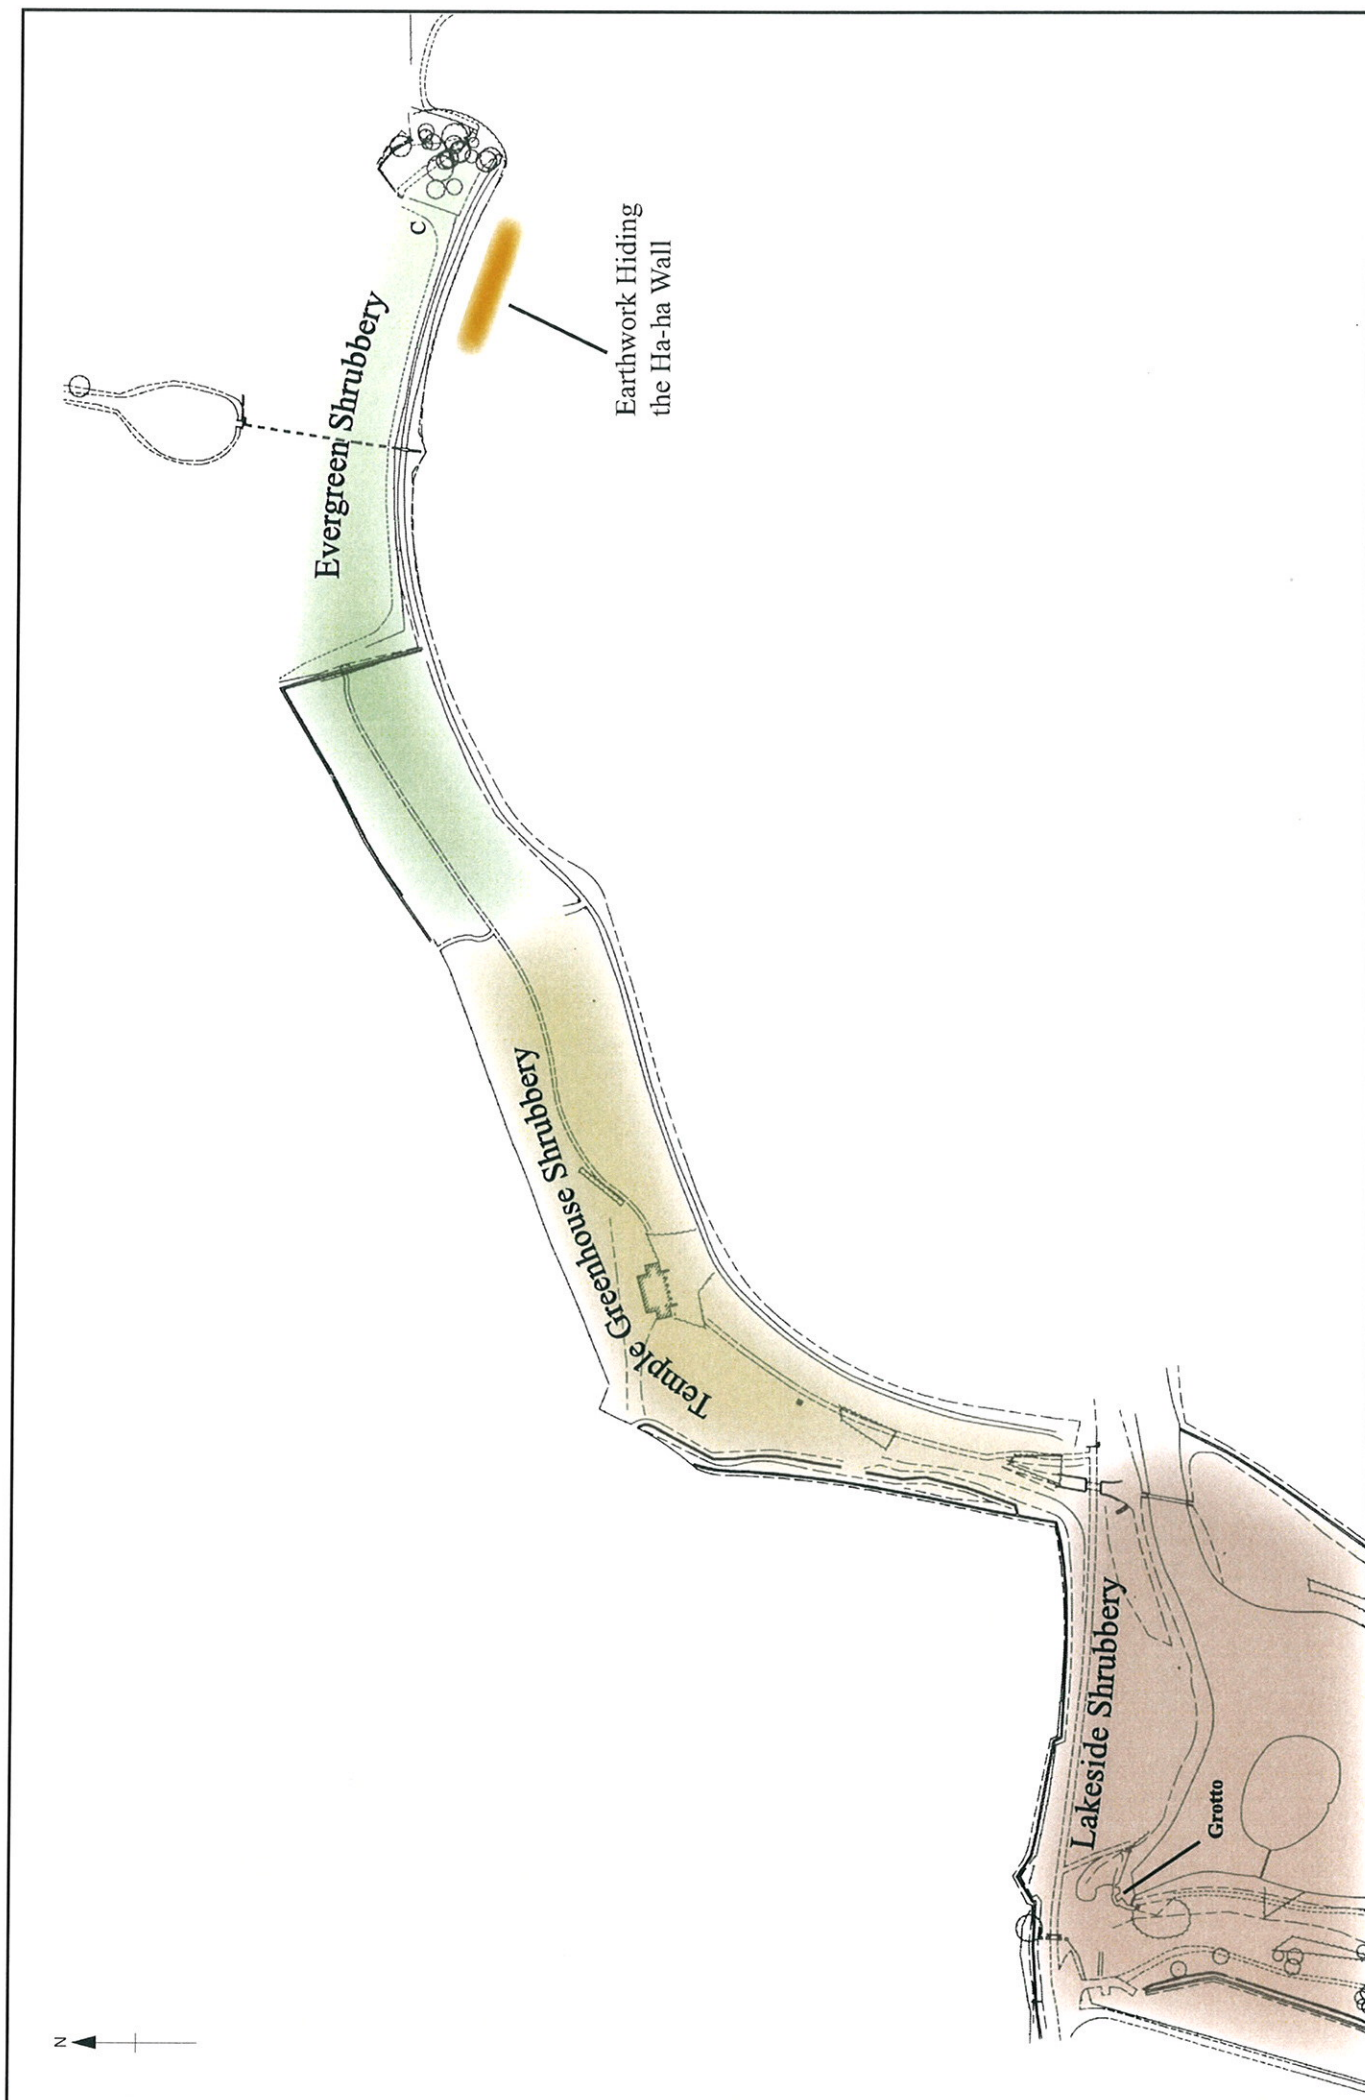 C
Evergreen Shrubbery
Earthwork Hiding
the Ha-ha Wall
Temple Greenhouse Shrubbery
Lakeside Shrubbery
Grotto
N